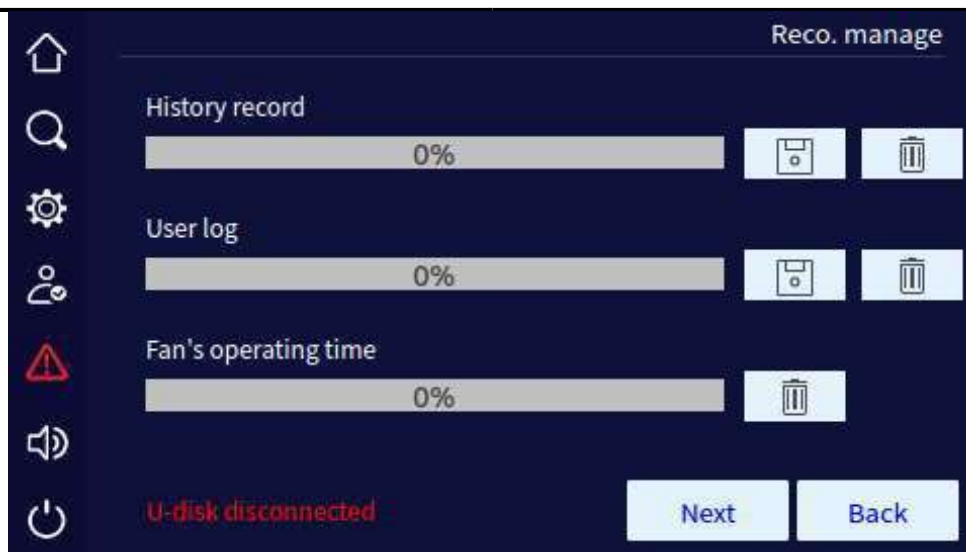 Reco. manage
History record
0%
User log
0%
Fan's operating time
0%
U-disk disconnected
Next
Back